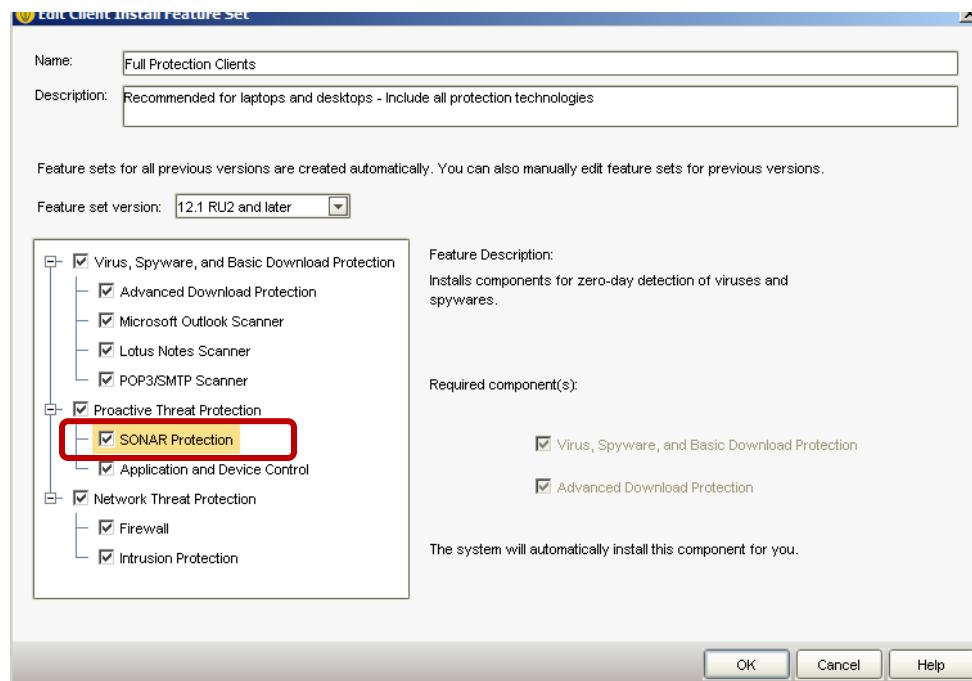 Edit Client Install Feature Set
Name:
Full Protection Clients
Description:
Recommended for laptops and desktops - Include all protection technologies
Feature sets for all previous versions are created automatically. You can also manually edit feature sets for previous versions.
Feature set version:
12.1 RU2 and later
Virus, Spyware, and Basic Download Protection
Advanced Download Protection
Microsoft Outlook Scanner
Lotus Notes Scanner
POP3/SMTP Scanner
Proactive Threat Protection
SONAR Protection
Application and Device Control
Network Threat Protection
Firewall
Intrusion Protection
Feature Description:
Installs components for zero-day detection of viruses and
spywares.
Required component(s):
Virus, Spyware, and Basic Download Protection
Advanced Download Protection
The system will automatically install this component for you.
OK
Cancel
Help